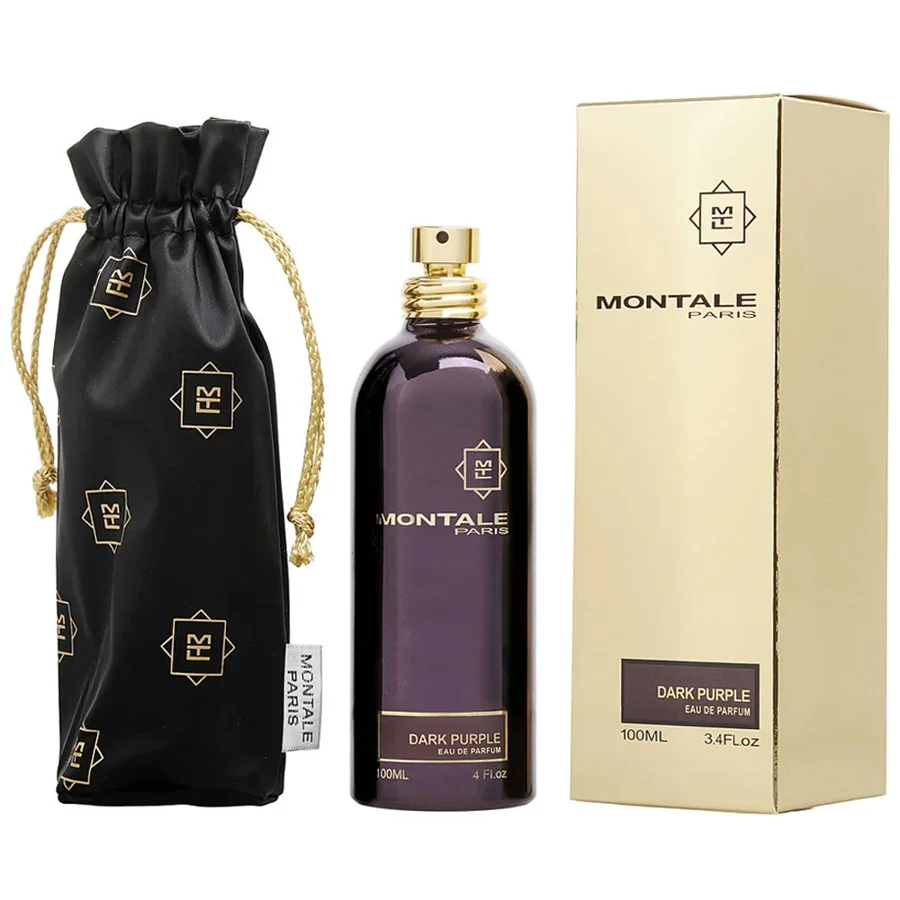 MONTALE
PARIS
MONTALE
PARIS
DARK PURPLE
EAU DE PARFUM
100ML 4 Fl.oz
MONTALE
PARIS
DARK PURPLE
EAU DE PARFUM
100ML 3.4FLoz